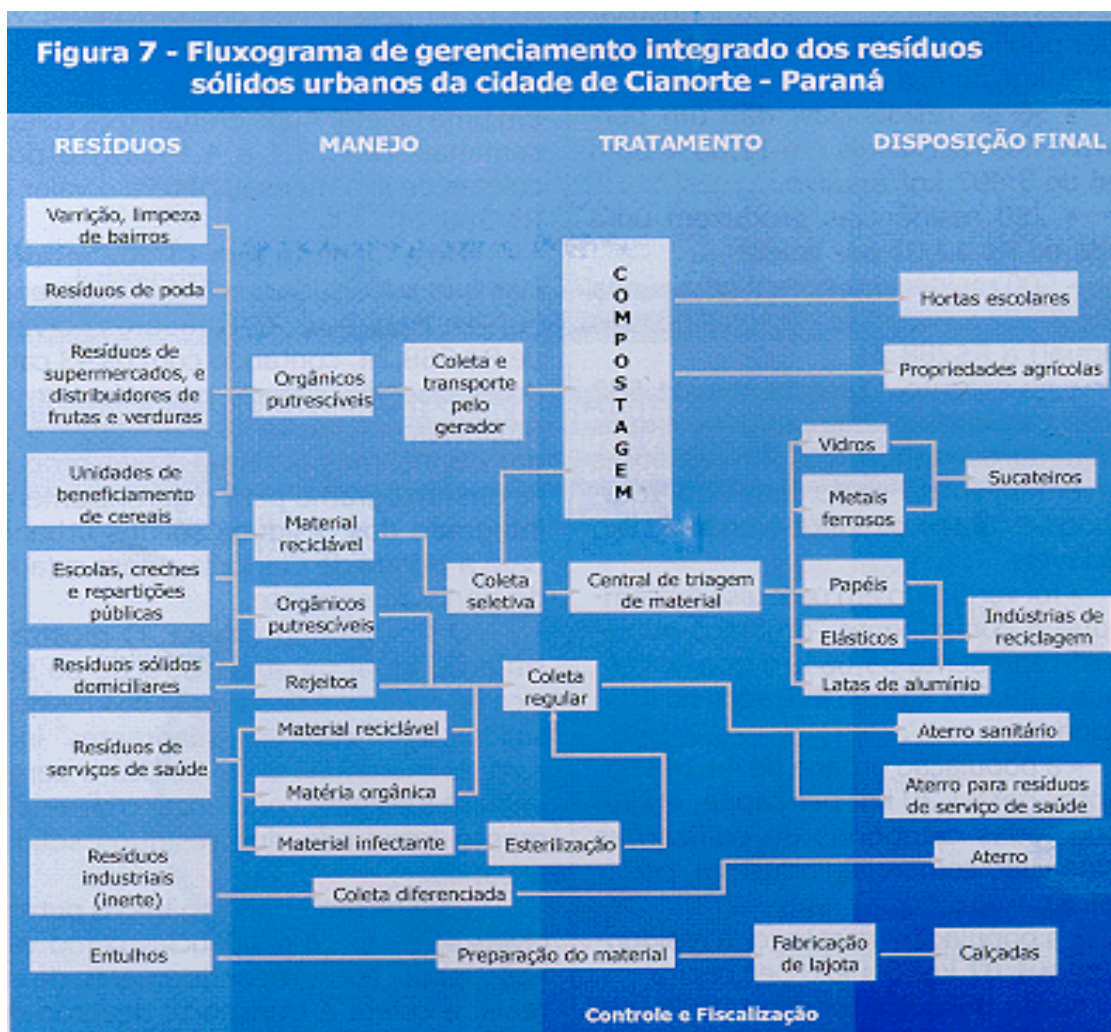 Figura 7 - Fluxograma de gerenciamento integrado dos resíduos
sólidos urbanos da cidade de Cianorte - Paraná
RESÍDUOS
MANEJO
TRATAMENTO
DISPOSIÇÃO FINAL
Varrição, limpeza
de bairros
Resíduos de poda
Resíduos de
supermercados, e
distribuidores de
frutas e verduras
Unidades de
beneficiamento
de cereais
Escolas, creches
e repartições
públicas
Resíduos sólidos
domiciliares
Resíduos de
serviços de saúde
Resíduos
industriais
(inerte)
Entulhos
Orgânicos
putrescíveis
Coleta e
transporte
pelo
gerador
Material
reciclável
Orgânicos
putrescíveis
Rejeitos
Material reciclável
Matéria orgânica
Material infectante
Esterilização
Coleta
seletiva
Coleta
regular
Coleta diferenciada
Preparação do material
COMPOSTAGEM
Central de triagem
de material
Vidros
Metais
ferrosos
Papéis
Elásticos
Latas de alumínio
Fabricação
de lajota
Hortas escolares
Propriedades agrícolas
Sucateiros
Indústrias de
reciclagem
Aterro sanitário
Aterro para resíduos
de serviço de saúde
Aterro
Calçadas
Controle e Fiscalização